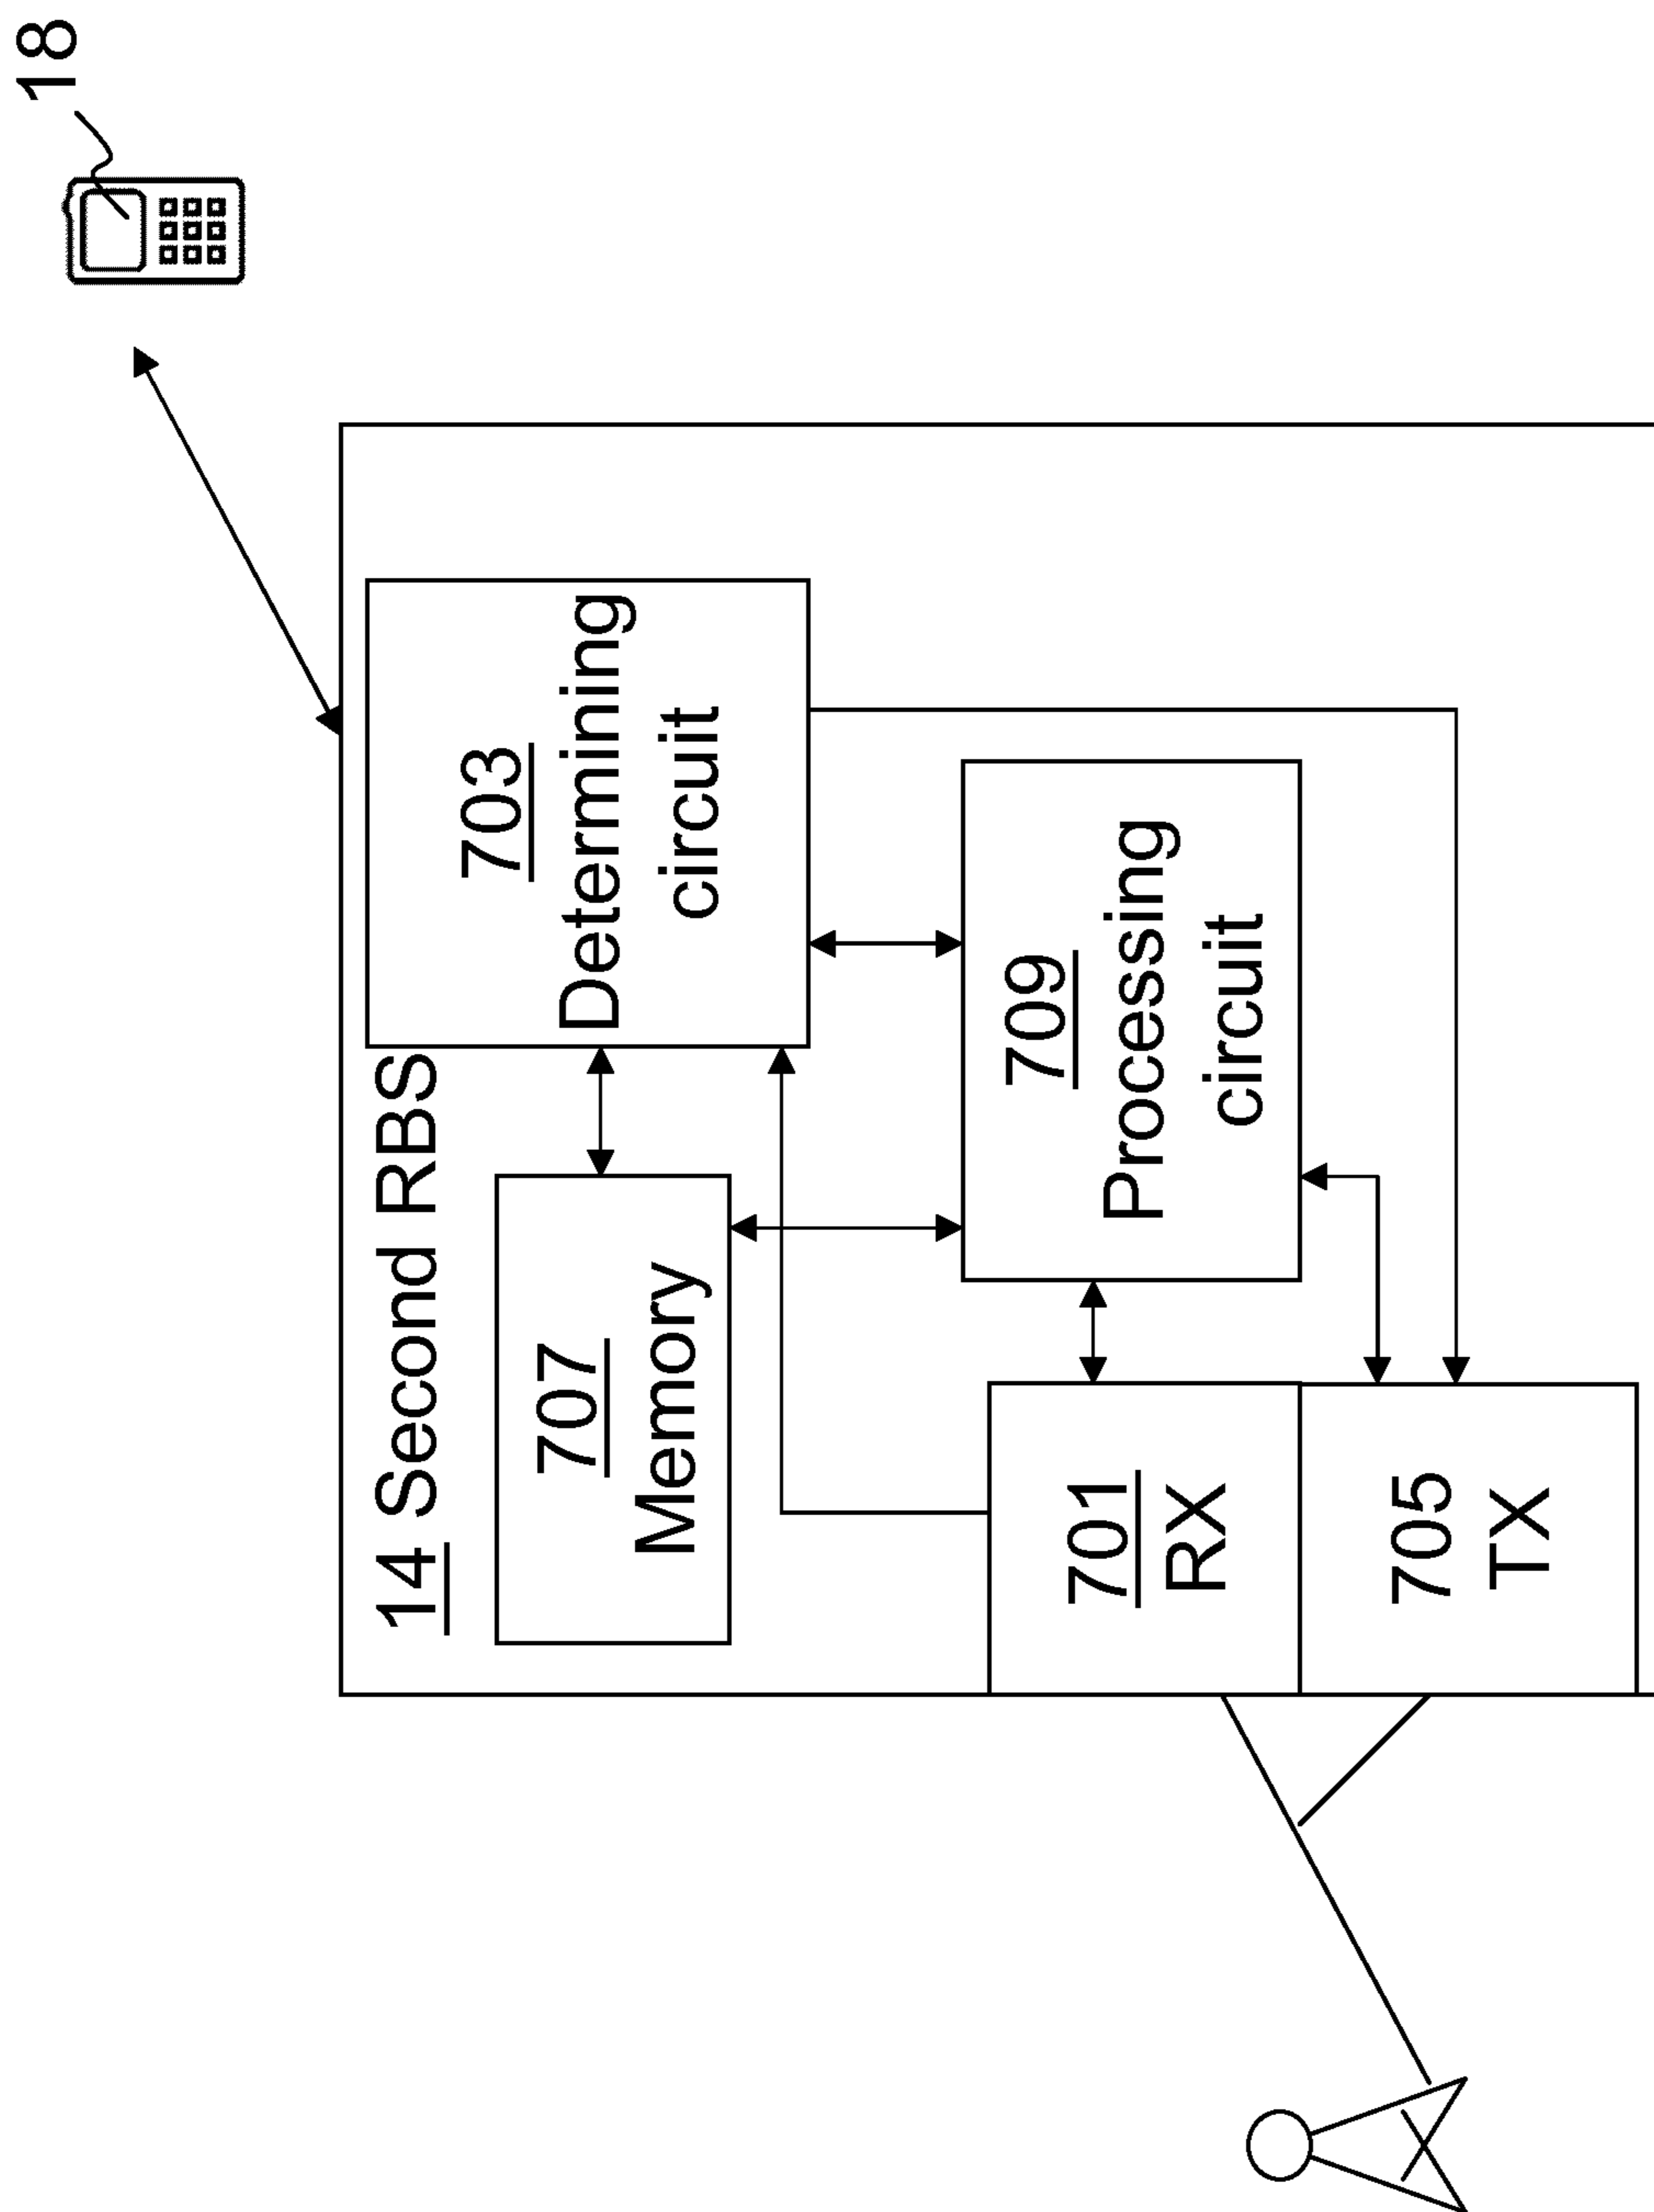 18
14 Second RBS
707
Memory
703
Determining
circuit
709
Processing
circuit
701
RX
705
TX